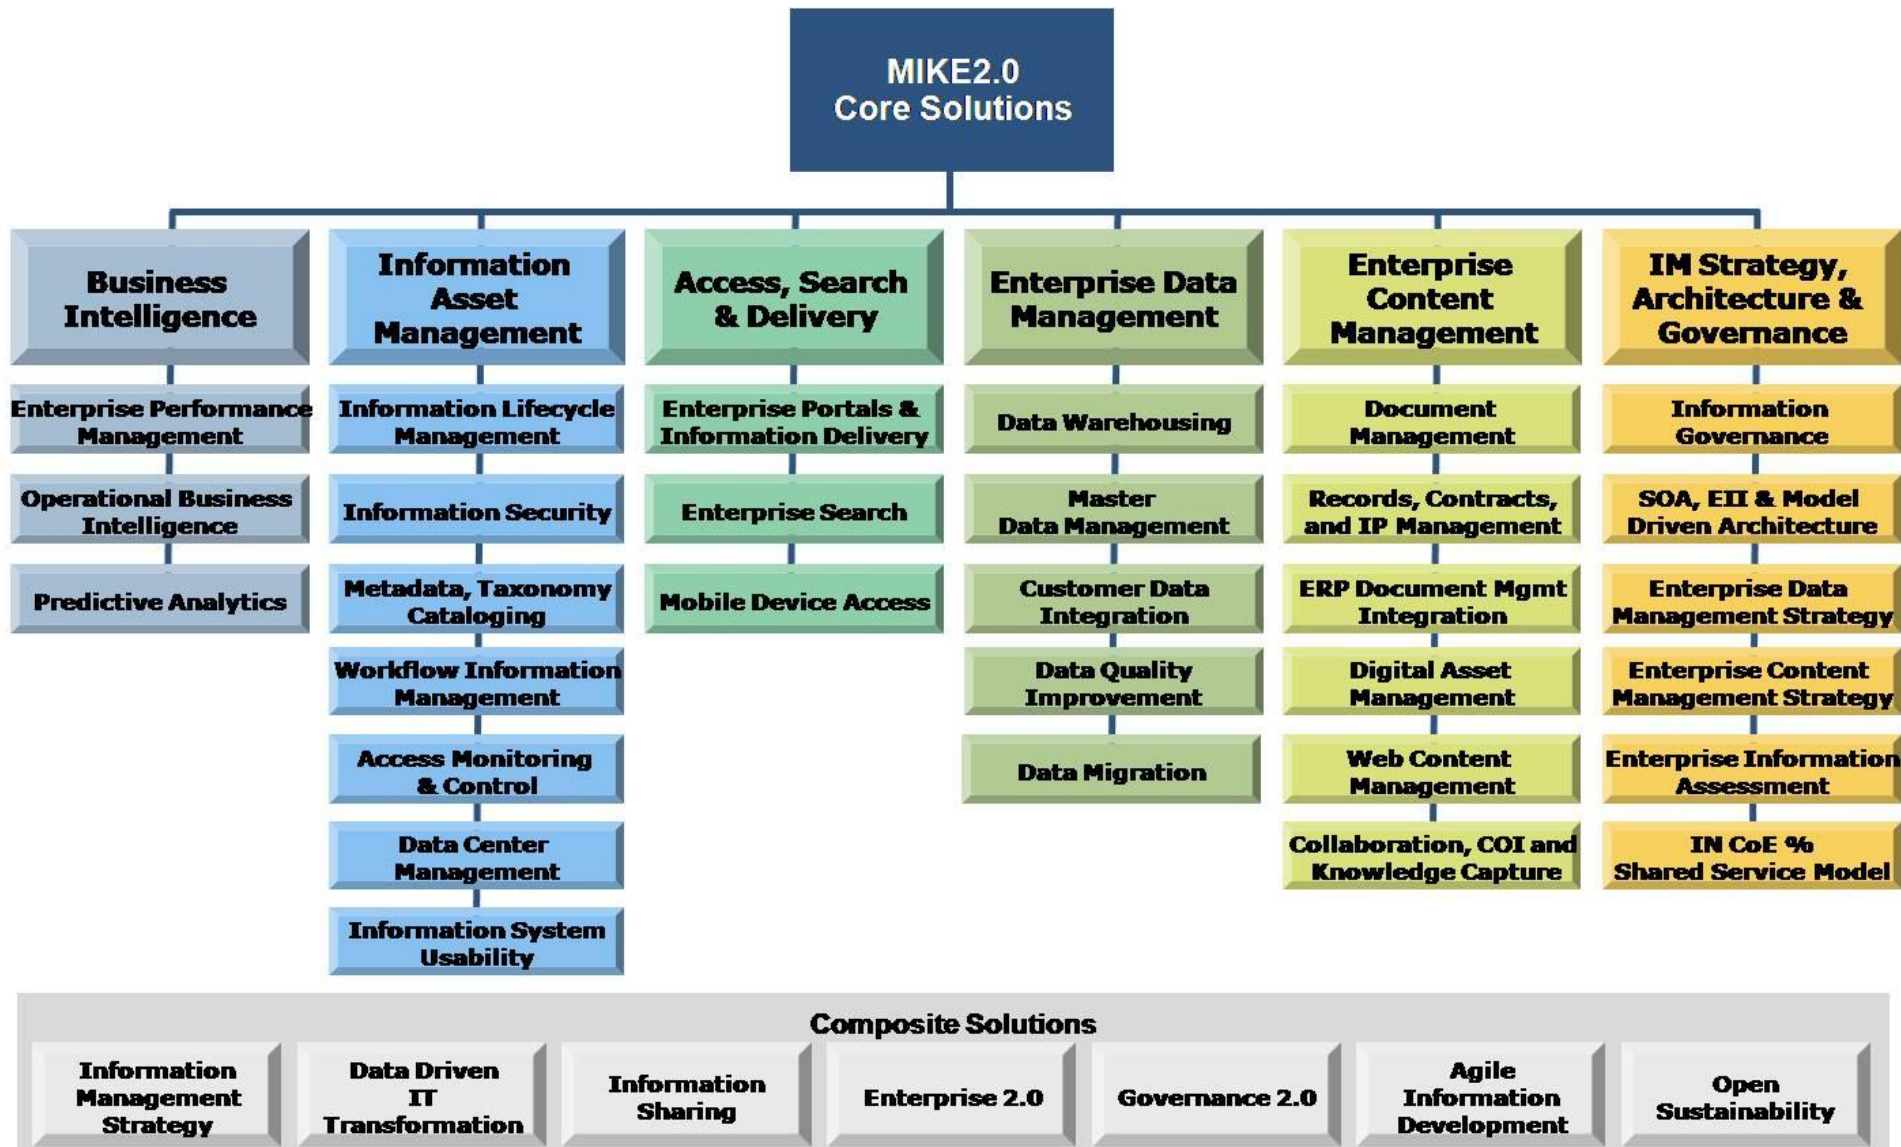 MIKE2.0
Core Solutions
Business
Intelligence
Enterprise Performance
Management
Operational Business
Intelligence
Predictive Analytics
Information
Asset
Management
Information Lifecycle
Management
Information Security
Metadata, Taxonomy
Cataloging
Workflow Information
Management
Access Monitoring
& Control
Data Center
Management
Information System
Usability
Access, Search
& Delivery
Enterprise Portals &
Information Delivery
Enterprise Search
Mobile Device Access
Enterprise Data
Management
Data Warehousing
Master
Data Management
Customer Data
Integration
Data Quality
Improvement
Data Migration
Enterprise
Content
Management
Document
Management
Records, Contracts,
and IP Management
ERP Document Mgmt
Integration
Digital Asset
Management
Web Content
Management
Collaboration, COI and
Knowledge Capture
IM Strategy,
Architecture &
Governance
Information
Governance
SOA, EII & Model
Driven Architecture
Enterprise Data
Management Strategy
Enterprise Content
Management Strategy
Enterprise Information
Assessment
IN CoE %
Shared Service Model
Composite Solutions
Information
Management
Strategy
Data Driven
IT
Transformation
Information
Sharing
Enterprise 2.0
Governance 2.0
Agile
Information
Development
Open
Sustainability